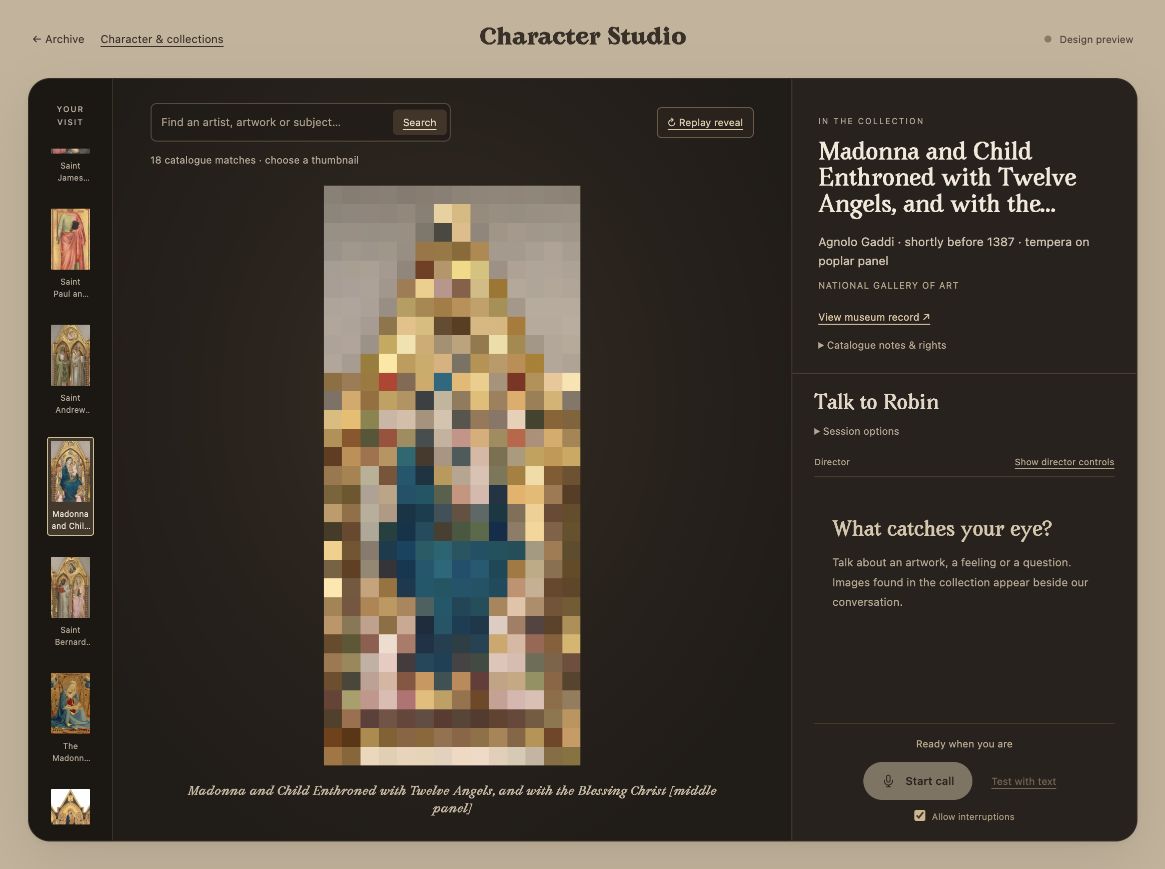 ← Archive
Character & collections
Character Studio
Design preview
YOUR
VISIT
Saint
James...
Saint
Paul an...
Saint
Andrew..
Madonna
and Chil...
Saint
Bernard..
The
Madonn...
Find an artist, artwork or subject...
Search
↻ Replay reveal
18 catalogue matches · choose a thumbnail
Madonna and Child Enthroned with Twelve Angels, and with the Blessing Christ [middle
panel]
IN THE COLLECTION
Madonna and Child
Enthroned with Twelve
Angels, and with the...
Agnolo Gaddi · shortly before 1387 · tempera on
poplar panel
NATIONAL GALLERY OF ART
View museum record ↗
▶ Catalogue notes & rights
Talk to Robin
▶ Session options
Director
Show director controls
What catches your eye?
Talk about an artwork, a feeling or a question.
Images found in the collection appear beside our
conversation.
Ready when you are
Start call
Test with text
Allow interruptions